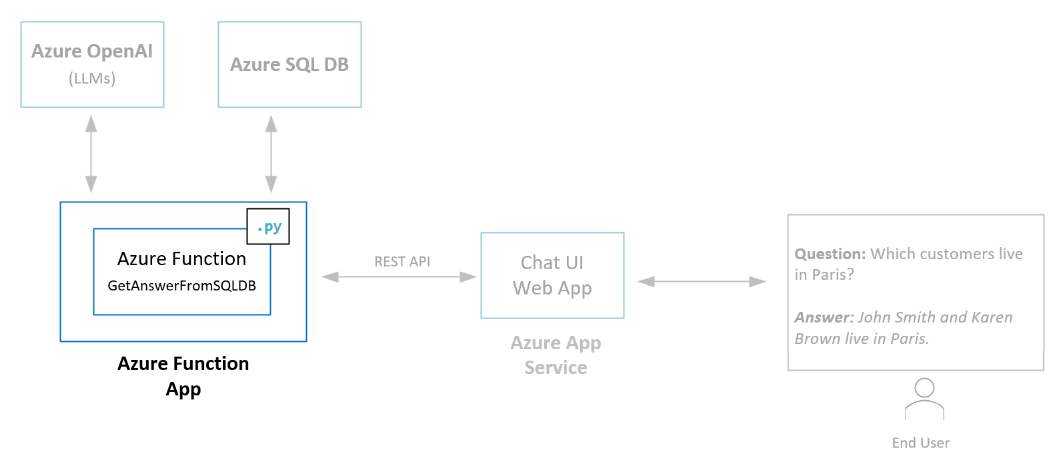 Azure OpenAI
(LLMs)
Azure SQL DB
.py
Azure Function
GetAnswerFromSQLDB
Azure Function
App
REST API
Chat UI
Web App
Azure App
Service
Question: Which customers live
in Paris?
Answer: John Smith and Karen
Brown live in Paris.
End User